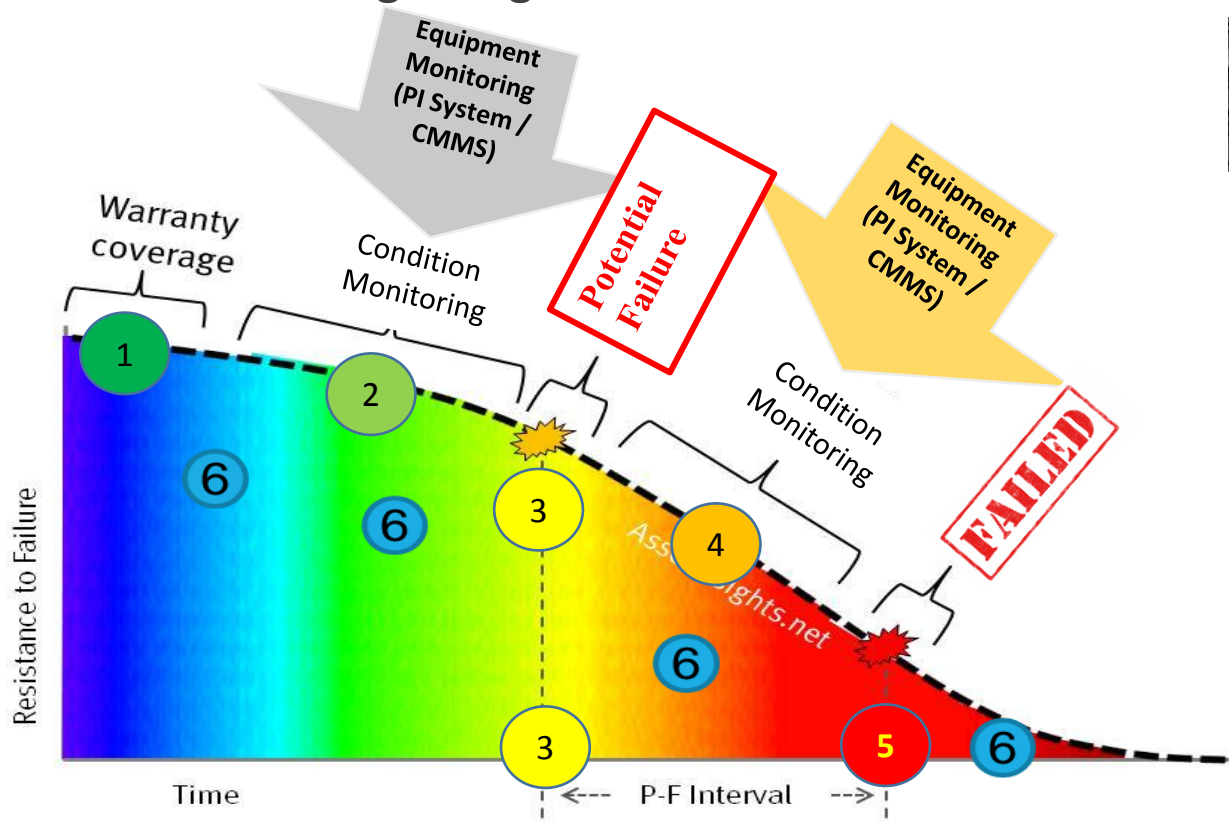 Equipment
Monitoring
(PI System /
CMMS)
Equipment
Monitoring
(PI System /
CMMS)
Potential
Failure
Warranty
coverage
Condition
Monitoring
Condition
Monitoring
FAILED
1
2
3
4
6
6
6
3
5
6
Resistance to Failure
Time
P-F Interval